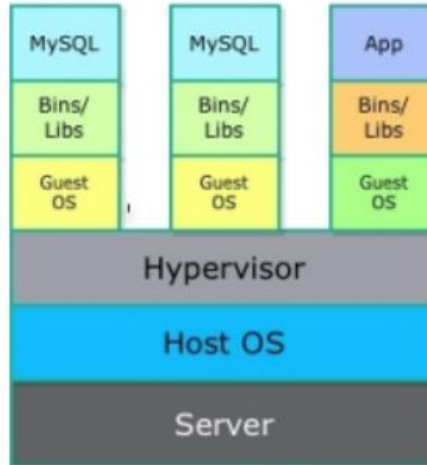 MySQL
MySQL
App
Bins/
Libs
Bins/
Libs
Bins/
Libs
Guest
OS
Guest
OS
Guest
OS
Hypervisor
Host OS
Server